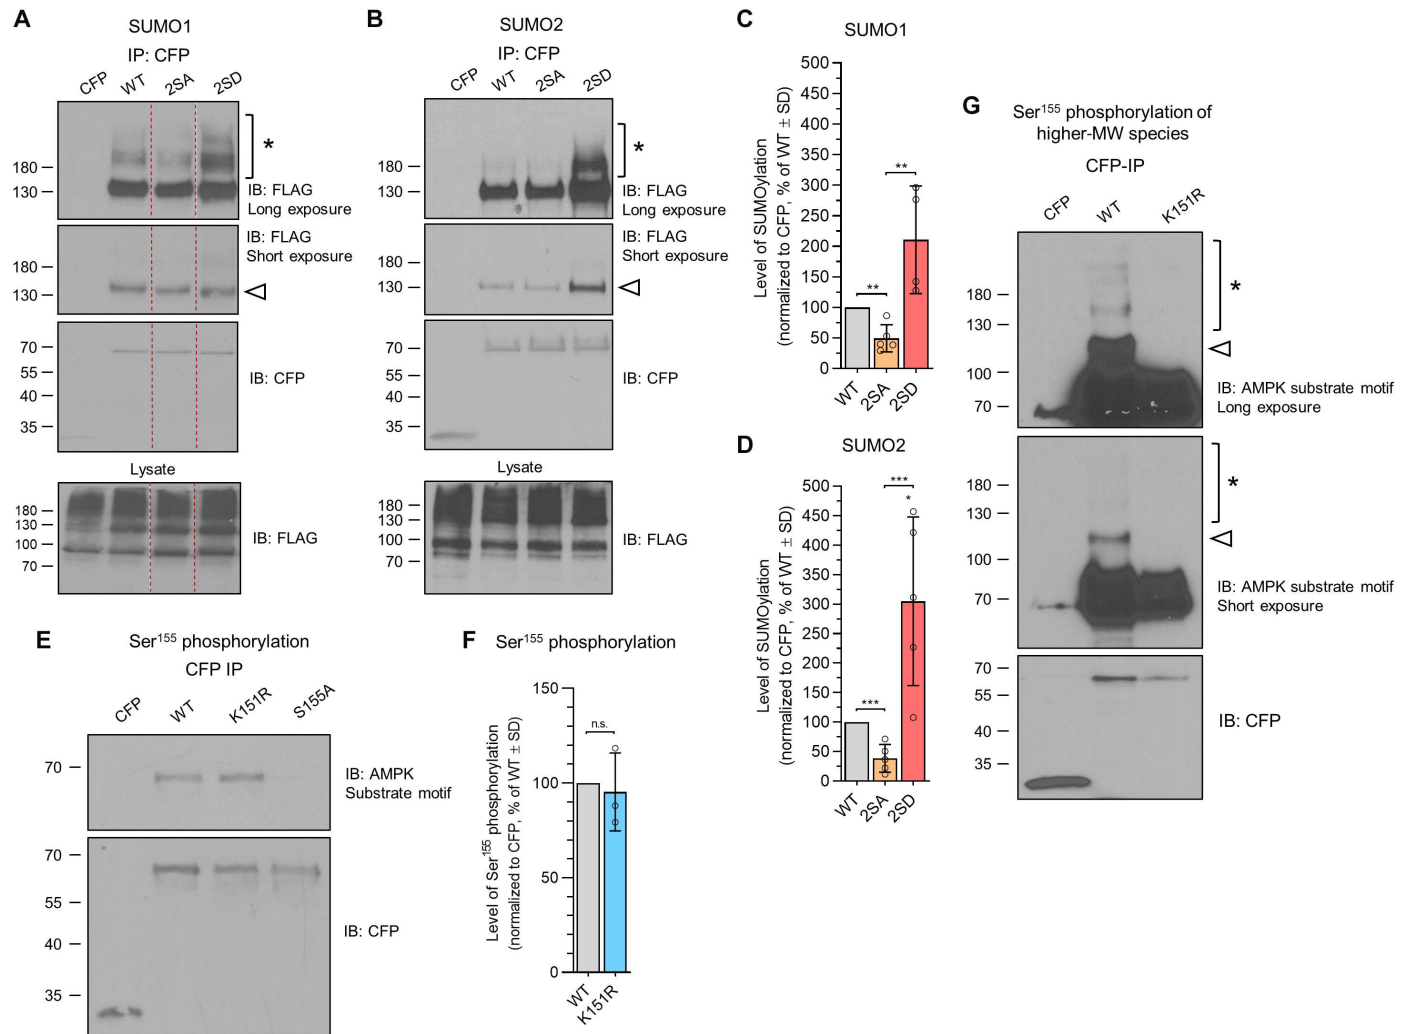 A
SUMO1
IP: CFP
CFP
WT
2SA
2SD
*
180
130
IB: FLAG
Long exposure
IB: FLAG
Short exposure
180
130
70
55
40
35
IB: CFP
Lysate
180
130
100
70
IB: FLAG
B
SUMO2
IP: CFP
CFP
WT
2SA
2SD
*
180
130
IB: FLAG
Long exposure
IB: FLAG
Short exposure
180
130
70
55
40
35
IB: CFP
Lysate
180
130
100
70
IB: FLAG
C
SUMO1
Level of SUMOylation
(normalized to CFP, % of WT ± SD)
500
450
400
350
300
250
200
150
100
50
0
**
**
WT
2SA
2SD
D
SUMO2
Level of SUMOylation
(normalized to CFP, % of WT ± SD)
500
450
400
350
300
250
200
150
100
50
0
***
***
*
WT
2SA
2SD
E
Ser155 phosphorylation
CFP IP
CFP
WT
K151R
S155A
70
IB: AMPK
Substrate motif
70
55
40
35
IB: CFP
F
Ser155 phosphorylation
Level of Ser155 phosphorylation
(normalized to CFP, % of WT ± SD)
150
100
50
0
n.s.
WT
K151R
G
Ser155 phosphorylation of
higher-MW species
CFP-IP
CFP
WT
K151R
*
180
130
100
70
IB: AMPK substrate motif
Long exposure
*
180
130
100
70
IB: AMPK substrate motif
Short exposure
70
55
40
35
IB: CFP